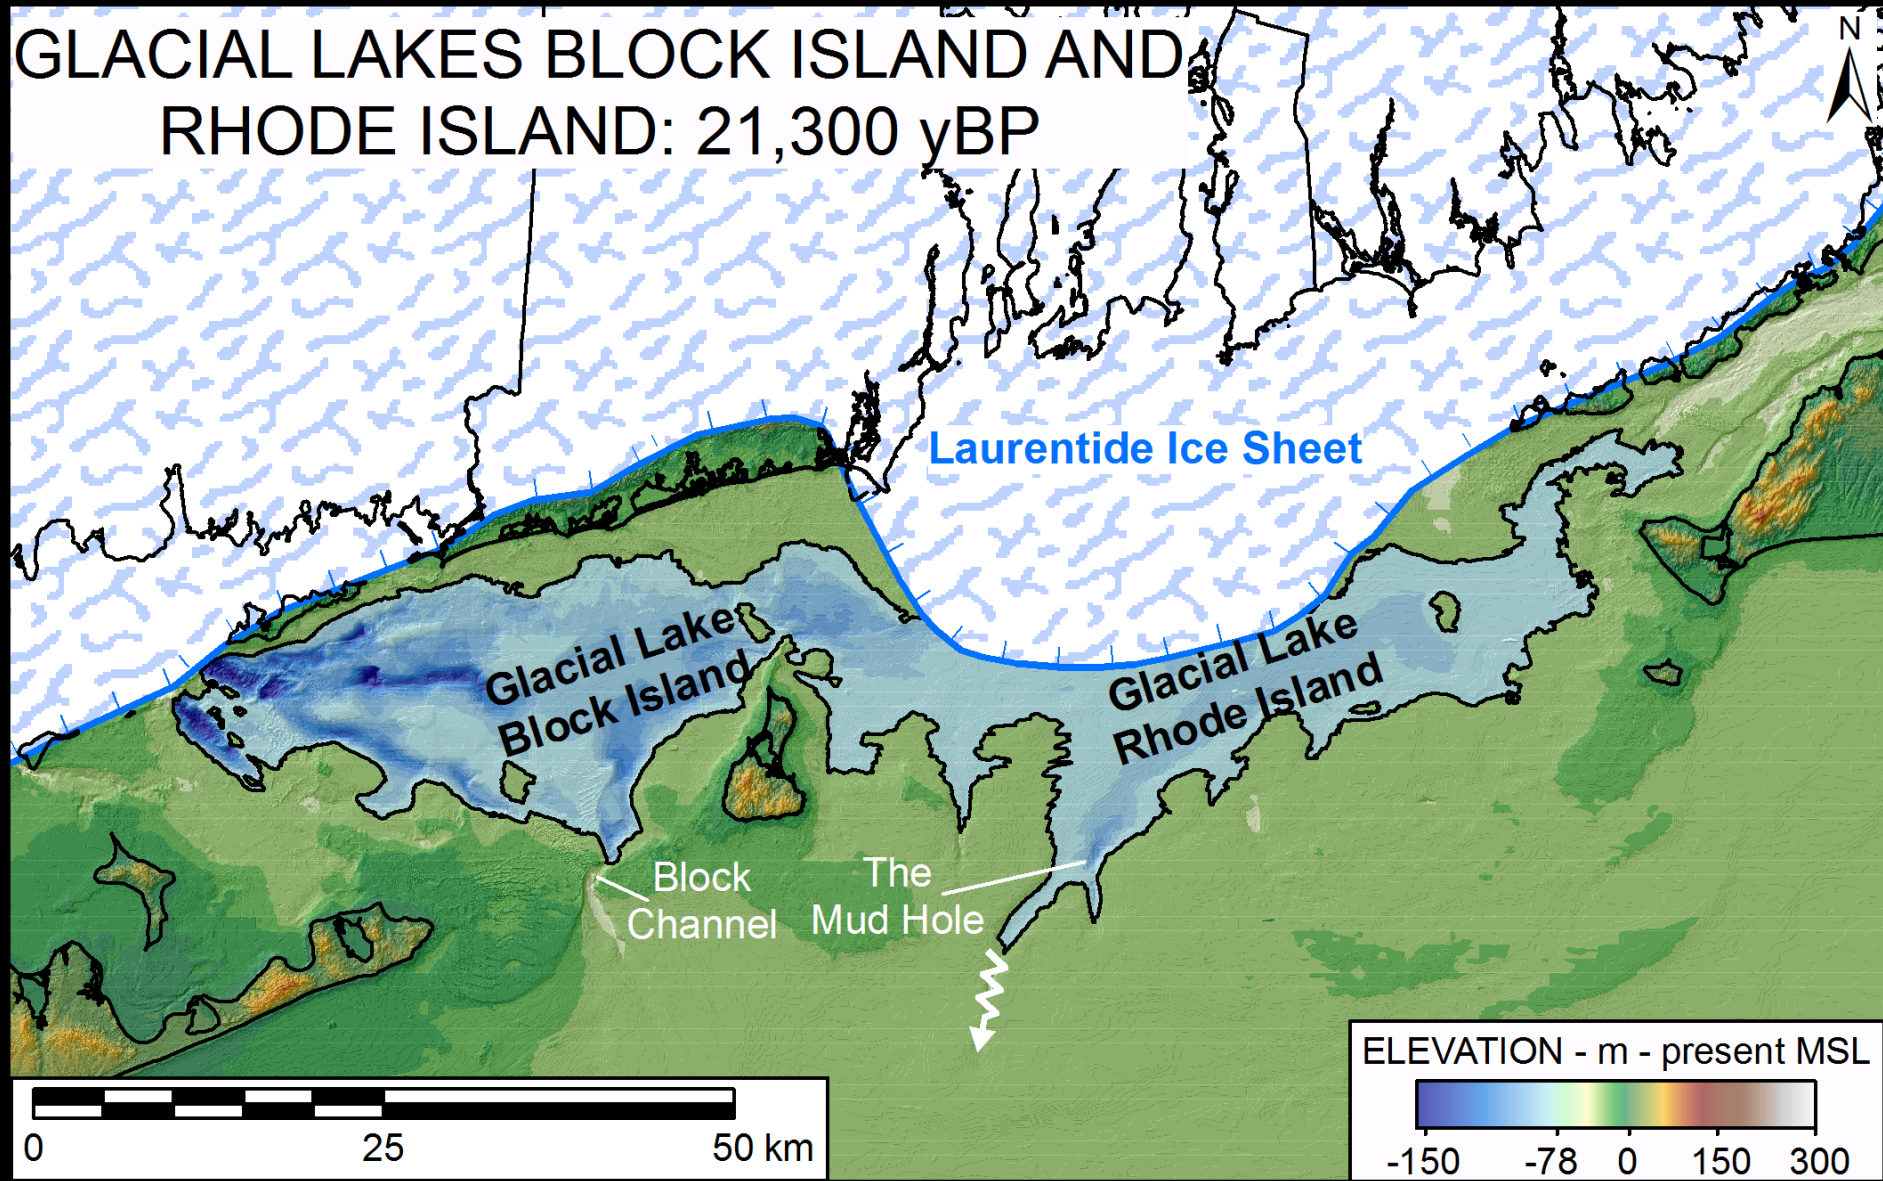 GLACIAL LAKES BLOCK ISLAND AND
RHODE ISLAND: 21,300 yBP
N
Laurentide Ice Sheet
Glacial Lake
Block Island
Glacial Lake
Rhode Island
Block
Channel
The
Mud Hole
0 25 50 km
ELEVATION - m - present MSL
-150 -78 0 150 300